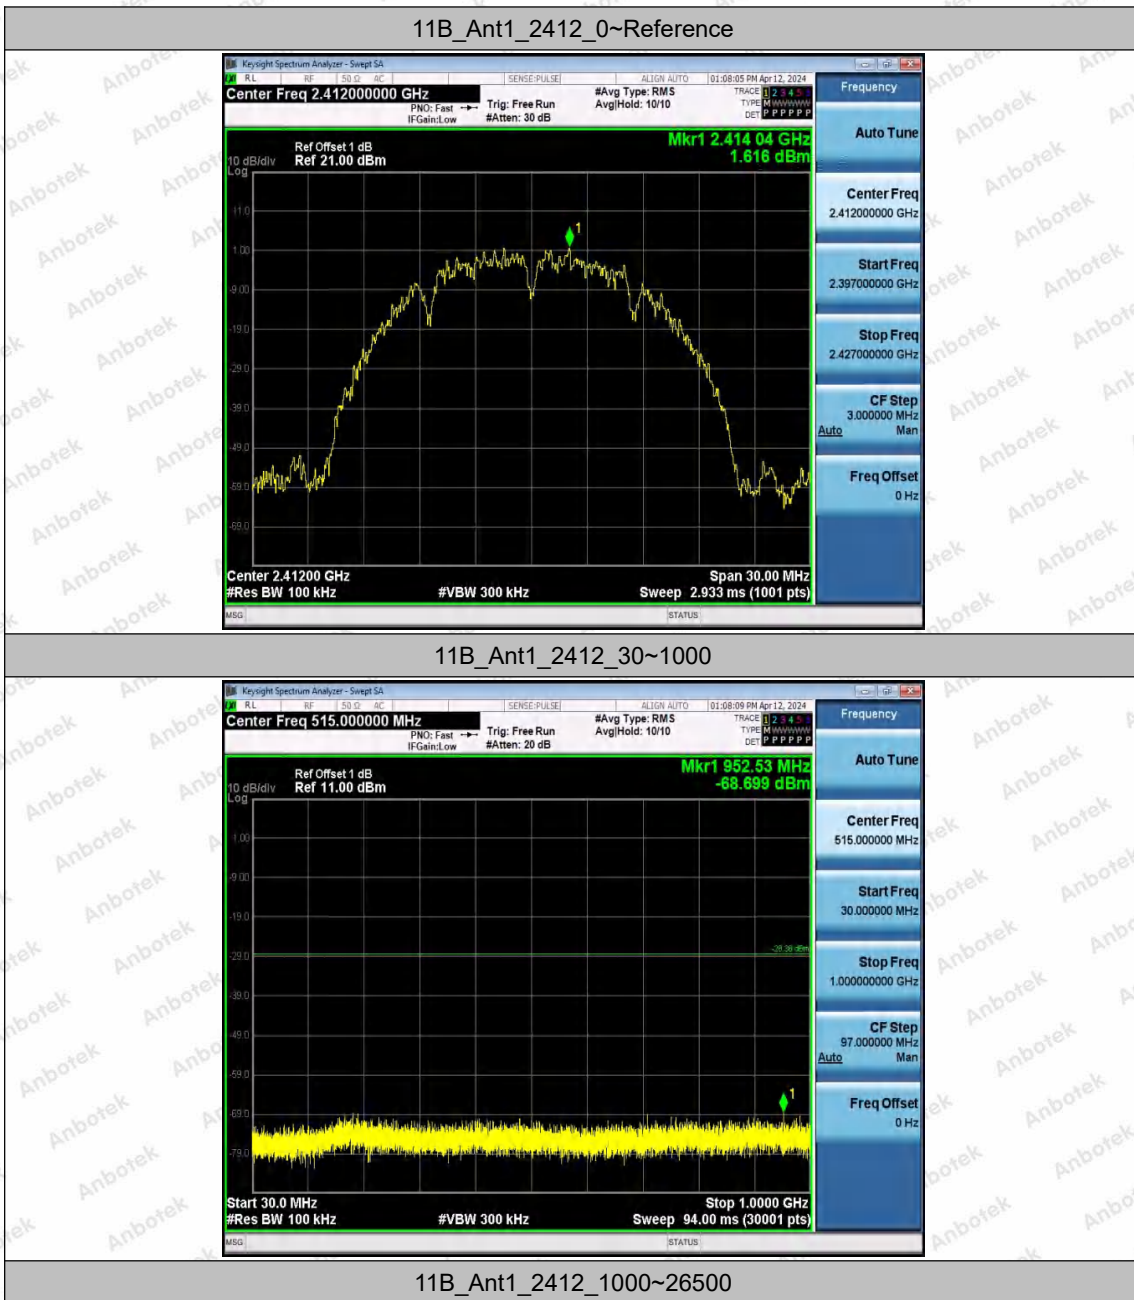 11B_Ant1_2412_0~Reference
Keysight Spectrum Analyzer - Swept SA
RL RF 50 Ω AC SENSE:PULSE ALIGN AUTO 01:08:05 PM Apr 12, 2024
Center Freq 2.412000000 GHz
PNO: Fast
IFGain:Low
Trig: Free Run
#Atten: 30 dB
#Avg Type: RMS
Avg|Hold: 10/10
TRACE 1 2 3 4 5 6
TYPE MWWWWW
DET P P P P P P
Frequency
Mkr1 2.414 04 GHz
1.616 dBm
Ref Offset 1 dB
10 dB/div Ref 21.00 dBm
Log
11.0
1.00
-9.00
-19.0
-29.0
-39.0
-49.0
-59.0
-69.0
1
Center 2.41200 GHz Span 30.00 MHz
#Res BW 100 kHz #VBW 300 kHz Sweep 2.933 ms (1001 pts)
MSG STATUS
Auto Tune
Center Freq
2.412000000 GHz
Start Freq
2.397000000 GHz
Stop Freq
2.427000000 GHz
CF Step
3.000000 MHz
Auto Man
Freq Offset
0 Hz
11B_Ant1_2412_30~1000
Keysight Spectrum Analyzer - Swept SA
RL RF 50 Ω AC SENSE:PULSE ALIGN AUTO 01:08:09 PM Apr 12, 2024
Center Freq 515.000000 MHz
PNO: Fast
IFGain:Low
Trig: Free Run
#Atten: 20 dB
#Avg Type: RMS
Avg|Hold: 10/10
TRACE 1 2 3 4 5 6
TYPE MWWWWW
DET P P P P P P
Frequency
Mkr1 952.53 MHz
-68.699 dBm
Ref Offset 1 dB
10 dB/div Ref 11.00 dBm
Log
1.00
-9.00
-19.0
-29.0
-39.0
-49.0
-59.0
-69.0
-79.0
-28.38 dBm
1
Start 30.0 MHz Stop 1.0000 GHz
#Res BW 100 kHz #VBW 300 kHz Sweep 94.00 ms (30001 pts)
MSG STATUS
Auto Tune
Center Freq
515.000000 MHz
Start Freq
30.000000 MHz
Stop Freq
1.000000000 GHz
CF Step
97.000000 MHz
Auto Man
Freq Offset
0 Hz
11B_Ant1_2412_1000~26500
Anbotek